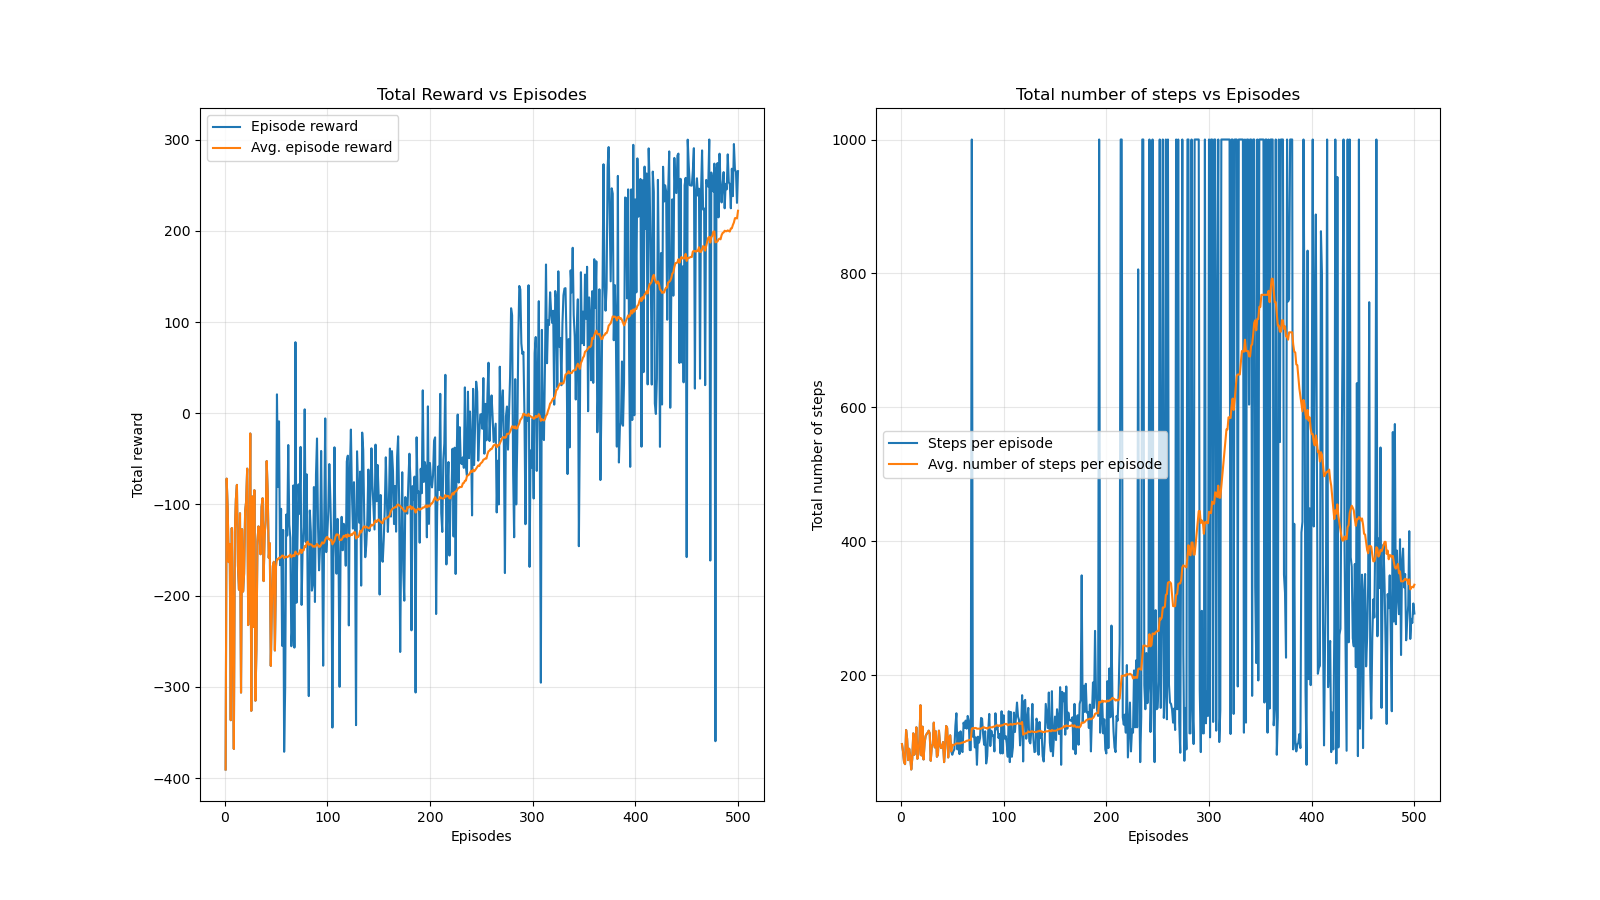 Total Reward vs Episodes
Episode reward
Avg. episode reward
300
200
100
0
−100
−200
−300
−400
Total reward
0
100
200
300
400
500
Episodes
Total number of steps vs Episodes
1000
800
600
400
200
Total number of steps
Steps per episode
Avg. number of steps per episode
0
100
200
300
400
500
Episodes